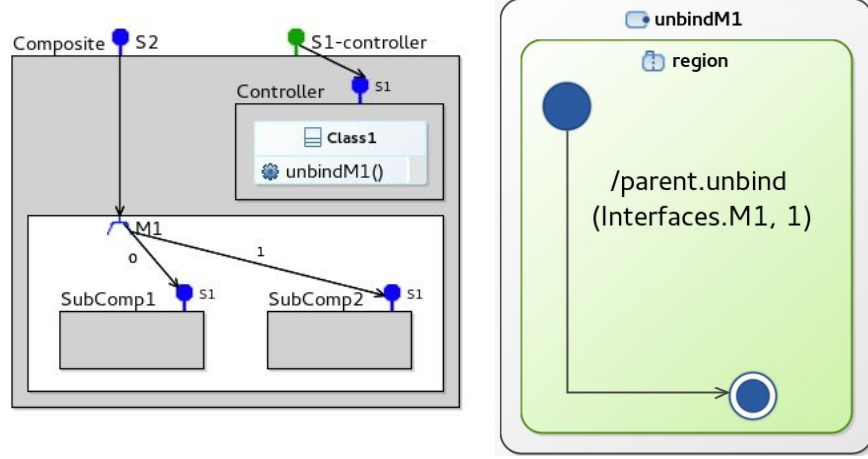 Composite
S2
S1-controller
Controller
S1
Class1
unbindM1()
M1
0
1
SubComp1
S1
SubComp2
S1
unbindM1
region
/parent.unbind
(Interfaces.M1, 1)